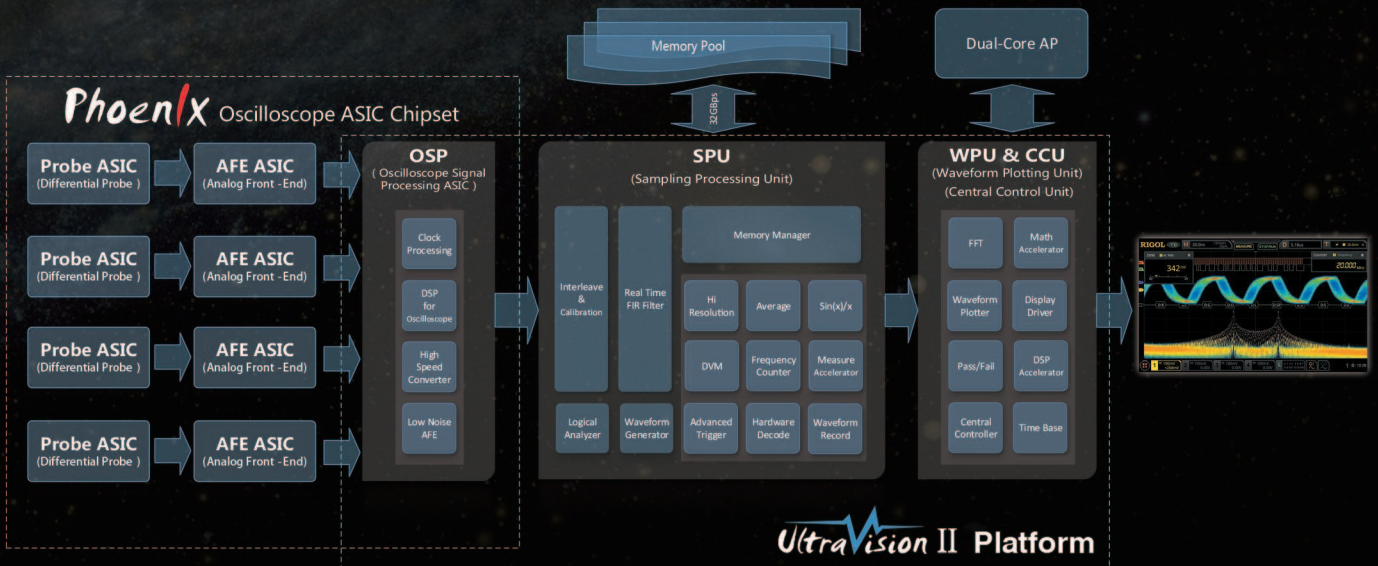 Memory Pool
Dual-Core AP
32GBps
PhoenIx Oscilloscope ASIC Chipset
Probe ASIC
(Differential Probe )
AFE ASIC
(Analog Front -End)
Probe ASIC
(Differential Probe )
AFE ASIC
(Analog Front -End)
Probe ASIC
(Differential Probe )
AFE ASIC
(Analog Front -End)
Probe ASIC
(Differential Probe )
AFE ASIC
(Analog Front -End)
OSP
( Oscilloscope Signal
Processing ASIC )
Clock
Processing
DSP
for
Oscilloscope
High
Speed
Converter
Low Noise
AFE
SPU
(Sampling Processing Unit)
Interleave
&
Calibration
Real Time
FIR Filter
Memory Manager
Hi
Resolution
Average
Sin(x)/x
DVM
Frequency
Counter
Measure
Accelerator
Logical
Analyzer
Waveform
Generator
Advanced
Trigger
Hardware
Decode
Waveform
Record
WPU & CCU
(Waveform Plotting Unit)
(Central Control Unit)
FFT
Math
Accelerator
Waveform
Plotter
Display
Driver
Pass/Fail
DSP
Accelerator
Central
Controller
Time Base
RIGOL
342
20.000
UltraVision II Platform